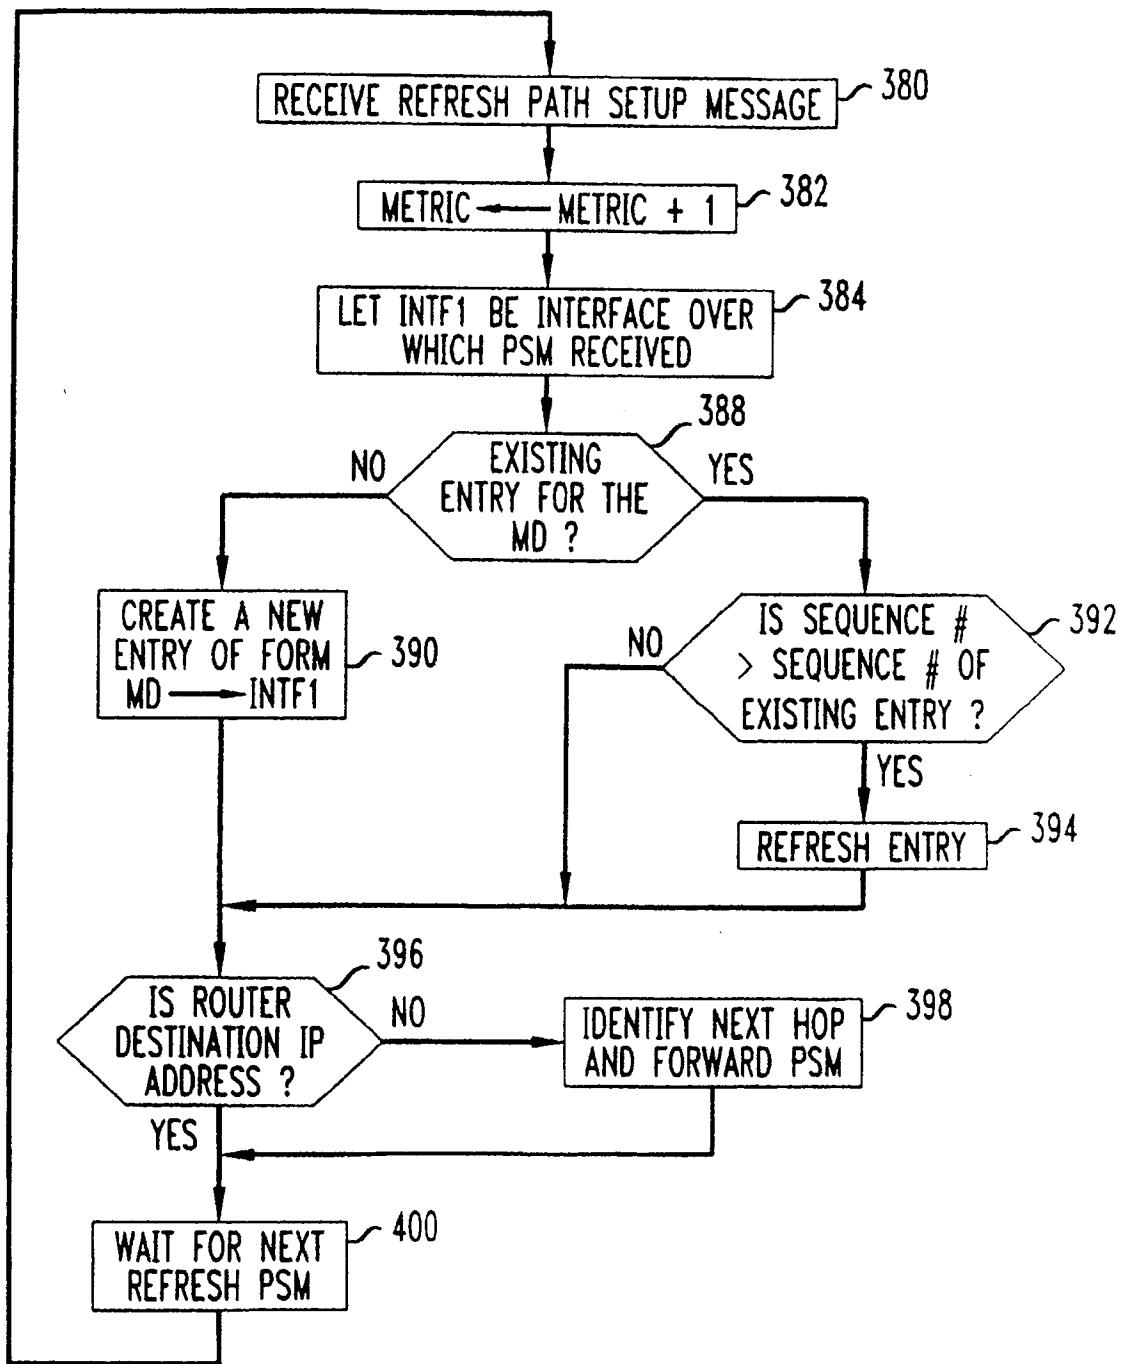 RECEIVE REFRESH PATH SETUP MESSAGE
380
METRIC ← METRIC + 1
382
LET INTF1 BE INTERFACE OVER
WHICH PSM RECEIVED
384
388
EXISTING
ENTRY FOR THE
MD ?
NO
YES
CREATE A NEW
ENTRY OF FORM
MD → INTF1
390
IS SEQUENCE #
> SEQUENCE # OF
EXISTING ENTRY ?
392
NO
YES
REFRESH ENTRY
394
396
IS ROUTER
DESTINATION IP
ADDRESS ?
NO
IDENTIFY NEXT HOP
AND FORWARD PSM
398
YES
WAIT FOR NEXT
REFRESH PSM
400